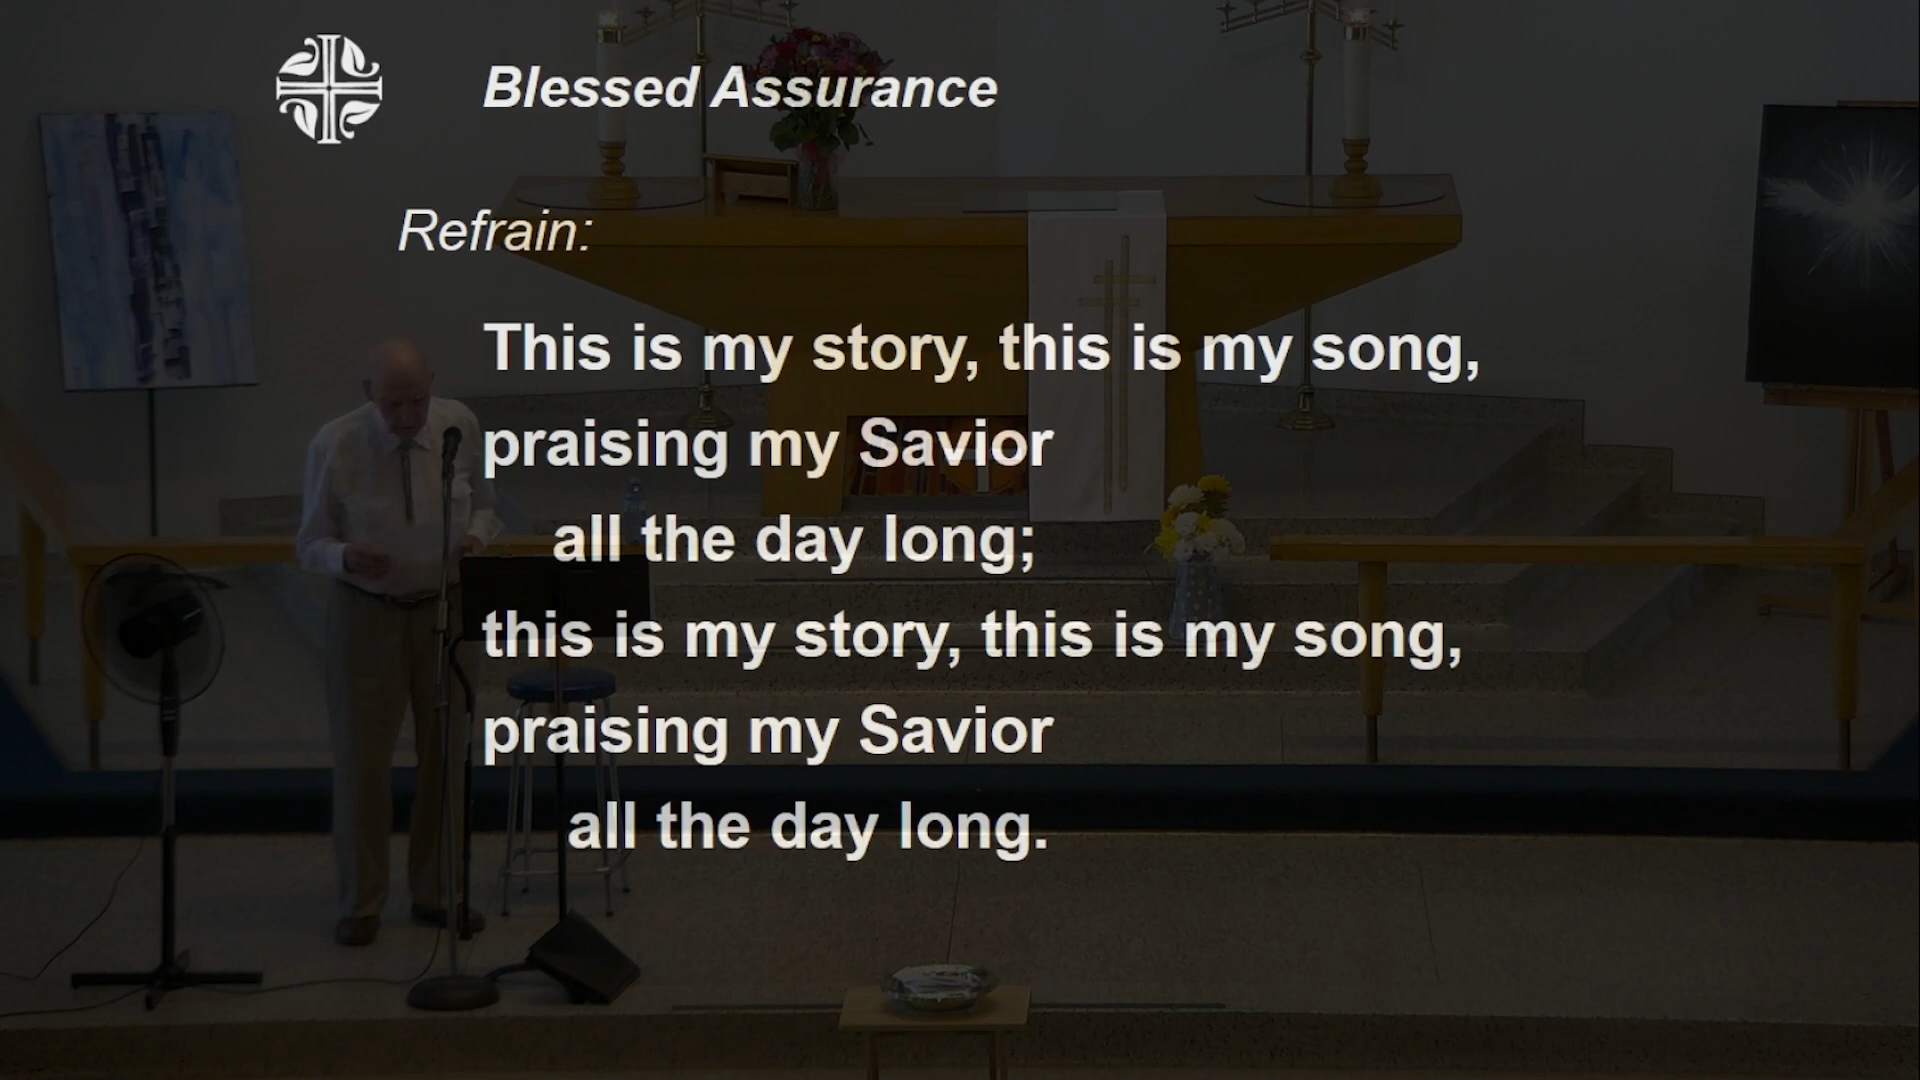 Blessed Assurance
Refrain:
This is my story, this is my song,
praising my Savior
all the day long;
this is my story, this is my song,
praising my Savior
all the day long.